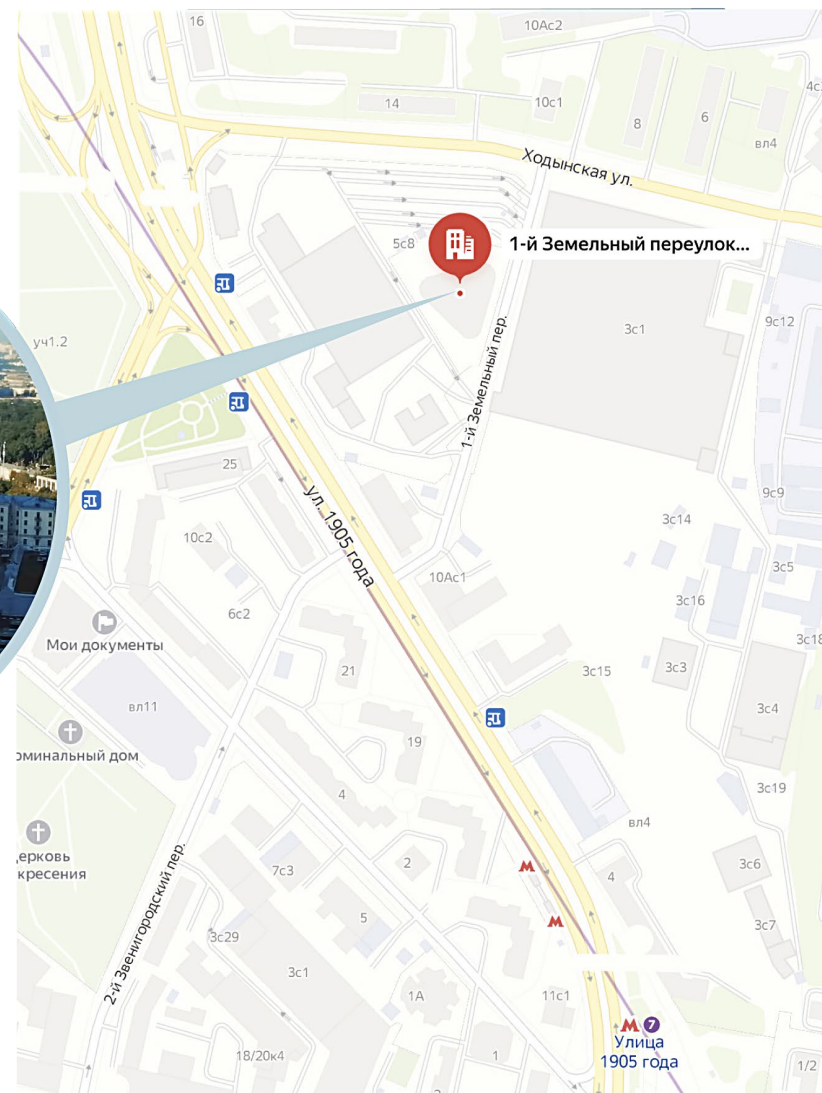 16
10Ас2
4с
14
10с1
8
6
вл4
Ходынская ул.
5с8
1-й Земельный переулок...
уч1.2
3с1
9с12
1-й Земельный пер.
25
ул. 1905 года
9с9
3с14
10с2
3с5
10Ас1
3с16
6с2
3с18
Мои документы
21
3с15
3с3
вл11
3с4
19
рминальный дом
3с19
4
вл4
ерковь
кресения
2
3с6
7с3
4
2-й Звенигородский пер.
5
3с7
3с29
3с1
1А
11с1
7
Улица
1905 года
18/20к4
1
1/2